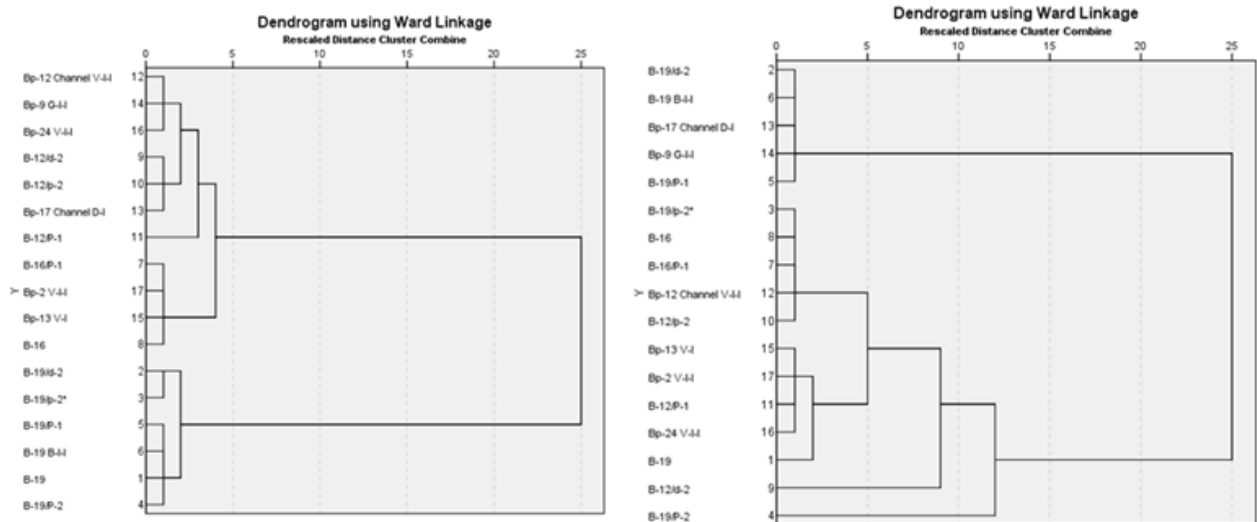 Dendrogram using Ward Linkage
Rescaled Distance Cluster Combine
0 5 10 15 20 25
Bp-12 Channel V-I-I 12
Bp-9 G-I-I 14
Bp-24 V-I-I 16
B-12/d-2 9
B-12/p-2 10
Bp-17 Channel D-I 13
B-12/P-1 11
B-16/P-1 7
Y Bp-2 V-I-I 17
Bp-13 V-I 15
B-16 8
B-19/d-2 2
B-19/p-2* 3
B-19/P-1 5
B-19 B-I-I 6
B-19 1
B-19/P-2 4
Dendrogram using Ward Linkage
Rescaled Distance Cluster Combine
0 5 10 15 20 25
B-19/d-2 2
B-19 B-I-I 6
Bp-17 Channel D-I 13
Bp-9 G-I-I 14
B-19/P-1 5
B-19/p-2* 3
B-16 8
B-16/P-1 7
Y Bp-12 Channel V-I-I 12
B-12/p-2 10
Bp-13 V-I 15
Bp-2 V-I-I 17
B-12/P-1 11
Bp-24 V-I-I 16
B-19 1
B-12/d-2 9
B-19/P-2 4